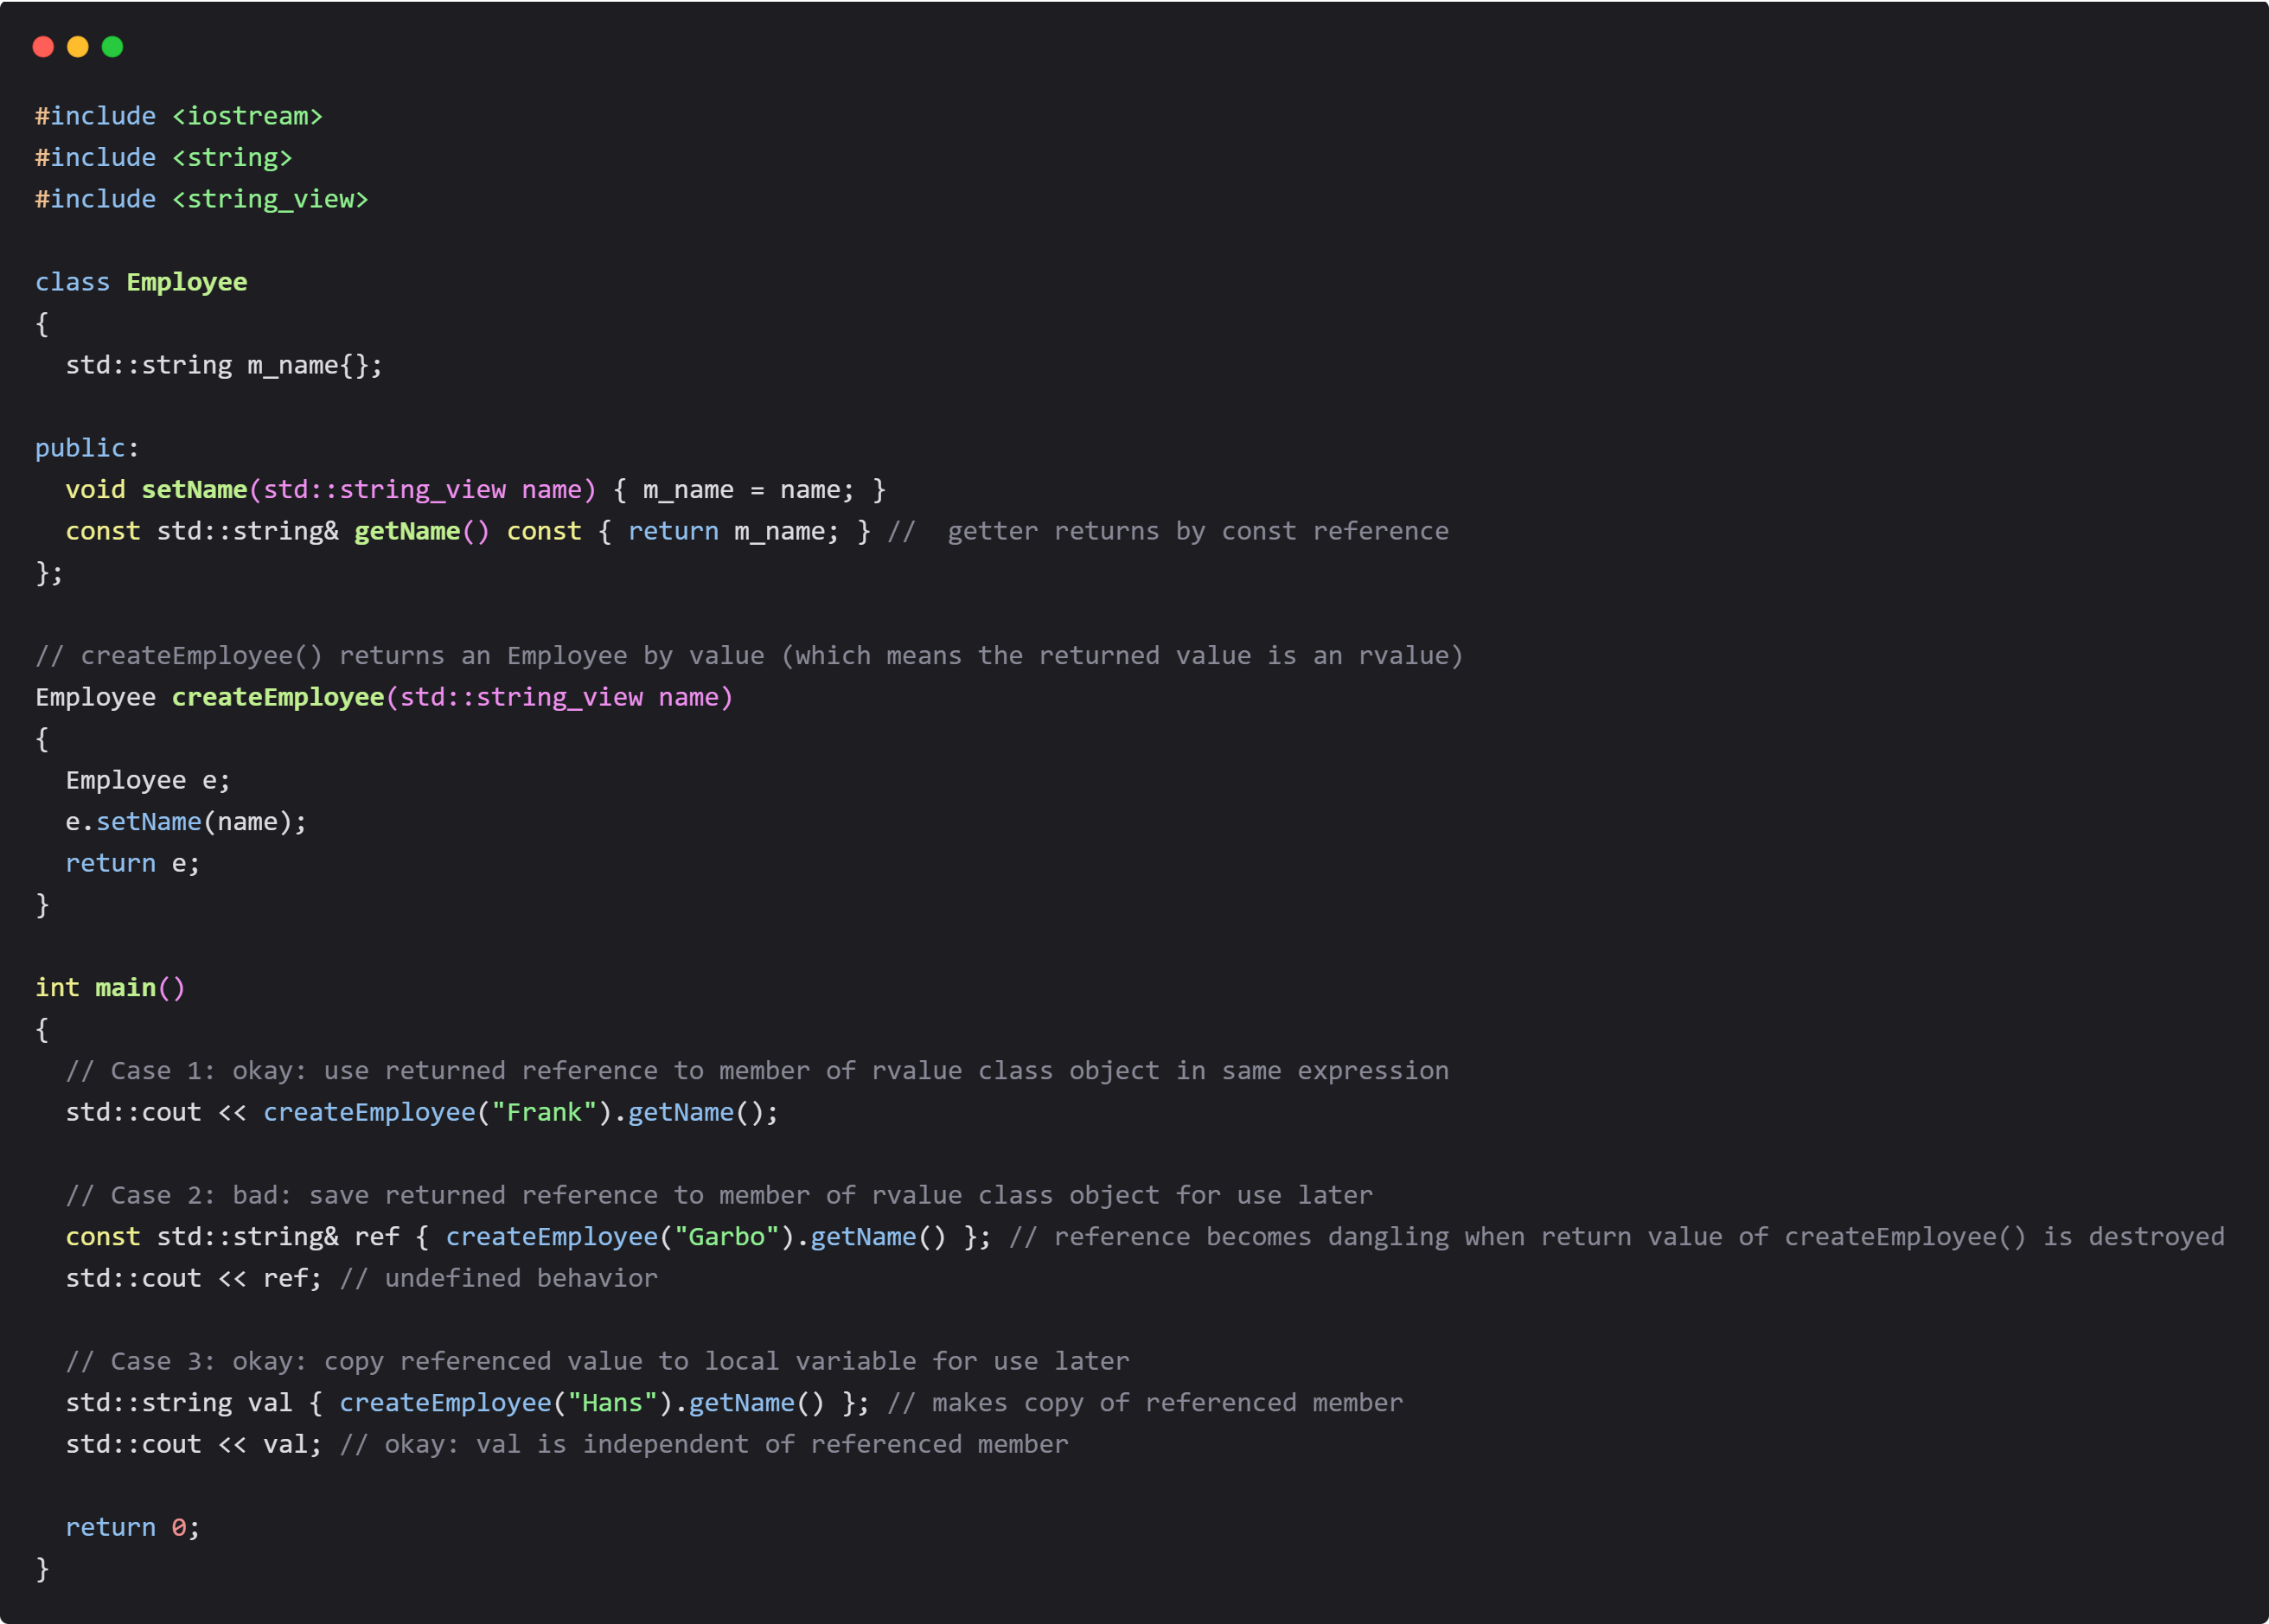 #include <iostream>
#include <string>
#include <string_view>
class Employee
{
  std::string m_name{};
public:
  void setName(std::string_view name) { m_name = name; }
  const std::string& getName() const { return m_name; } //  getter returns by const reference
};
// createEmployee() returns an Employee by value (which means the returned value is an rvalue)
Employee createEmployee(std::string_view name)
{
  Employee e;
  e.setName(name);
  return e;
}
int main()
{
  // Case 1: okay: use returned reference to member of rvalue class object in same expression
  std::cout << createEmployee("Frank").getName();
  // Case 2: bad: save returned reference to member of rvalue class object for use later
  const std::string& ref { createEmployee("Garbo").getName() }; // reference becomes dangling when return value of createEmployee() is destroyed
  std::cout << ref; // undefined behavior
  // Case 3: okay: copy referenced value to local variable for use later
  std::string val { createEmployee("Hans").getName() }; // makes copy of referenced member
  std::cout << val; // okay: val is independent of referenced member
  return 0;
}